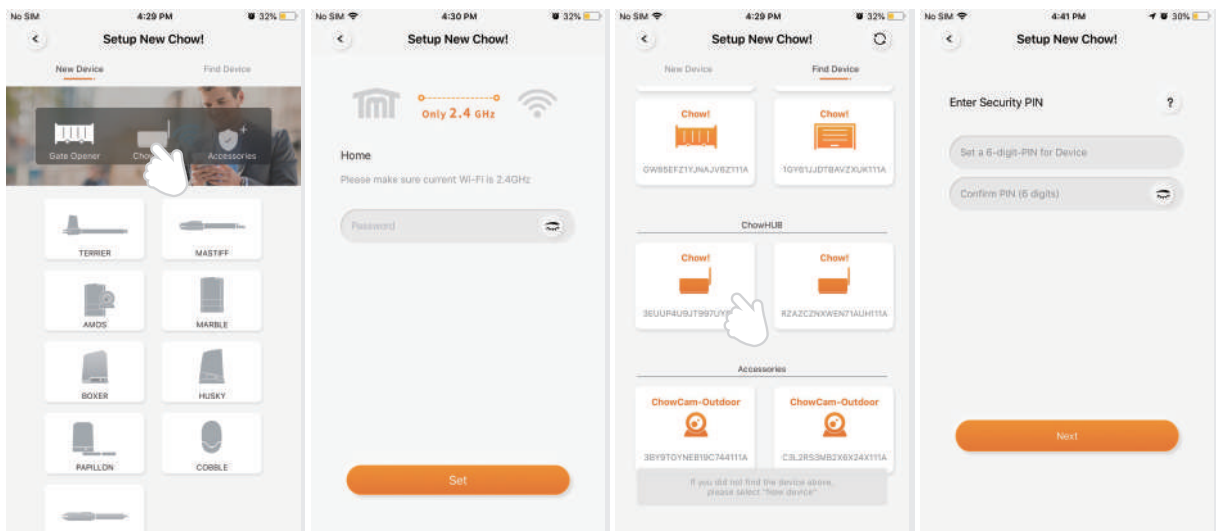 No SIM
4:29 PM
32%
Setup New Chow!
New Device
Find Device
Gate Opener
Accessories
TERRIER
MASTIFF
AMOS
MARBLE
BOXER
HUSKY
PAPILLON
COBBLE
No SIM
4:30 PM
32%
Setup New Chow!
Only 2.4 GHz
Home
Please make sure current Wi-Fi is 2.4GHz
Password
Set
No SIM
4:29 PM
32%
Setup New Chow!
New Device
Find Device
Chow!
Chow!
ChowHUB
Chow!
Chow!
Accessories
ChowCam-Outdoor
ChowCam-Outdoor
If you did not find the device above,
please select "New device"
No SIM
4:41 PM
30%
Setup New Chow!
Enter Security PIN
?
Set a 6-digit-PIN for Device
Confirm PIN (6 digits)
Next